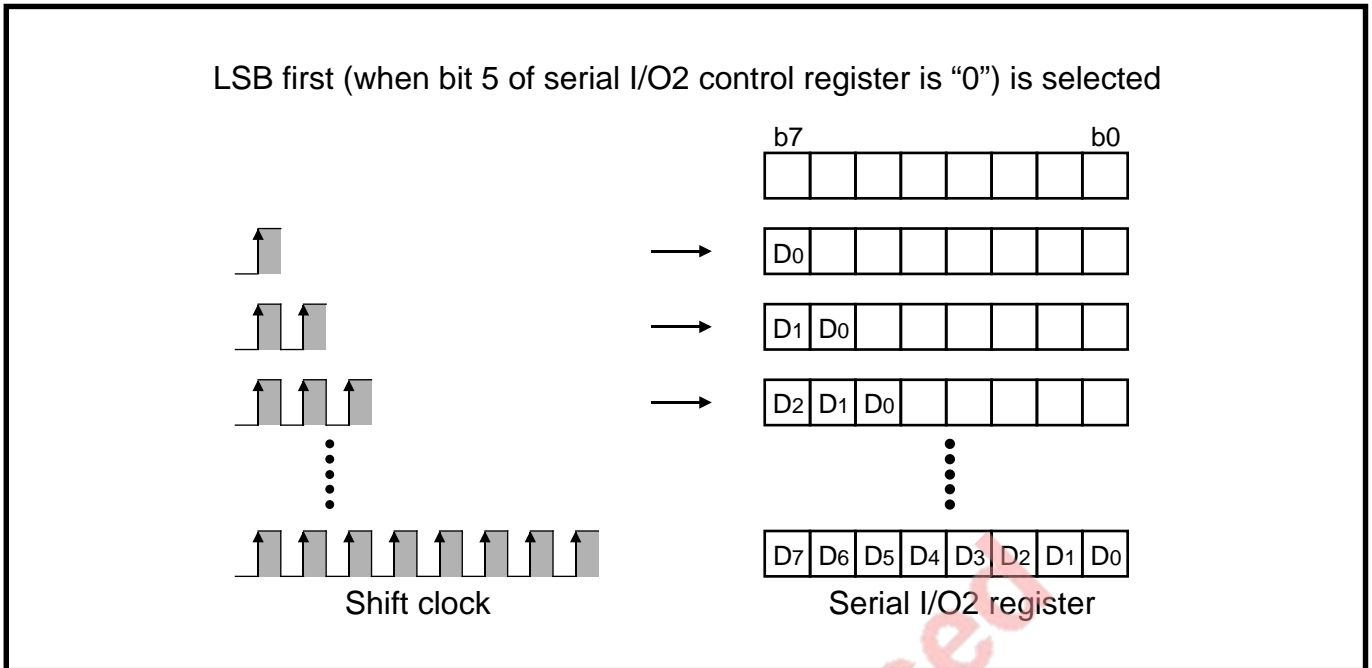 LSB first (when bit 5 of serial I/O2 control register is “0”) is selected
b7 b0
D0
D1 D0
D2 D1 D0
D7 D6 D5 D4 D3 D2 D1 D0
Shift clock Serial I/O2 register